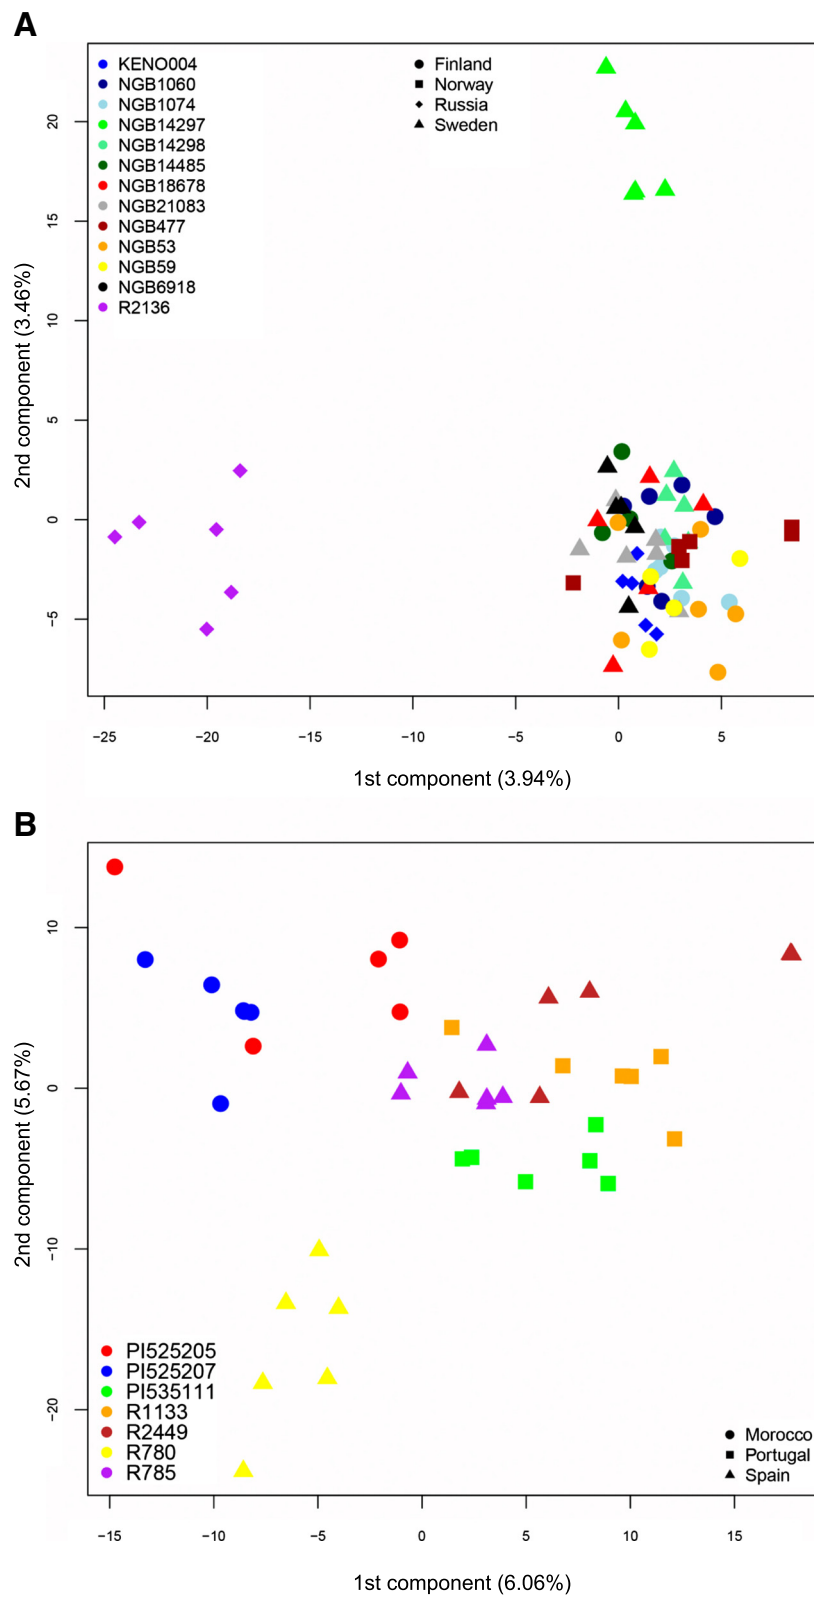 A
KENO004
NGB1060
NGB1074
NGB14297
NGB14298
NGB14485
NGB18678
NGB21083
NGB477
NGB53
NGB59
NGB6918
R2136
Finland
Norway
Russia
Sweden
2nd component (3.46%)
20
15
10
5
0
−5
−25 −20 −15 −10 −5 0 5
1st component (3.94%)
B
2nd component (5.67%)
10
0
−10
−20
PI525205
PI525207
PI535111
R1133
R2449
R780
R785
Morocco
Portugal
Spain
−15 −10 −5 0 5 10 15
1st component (6.06%)